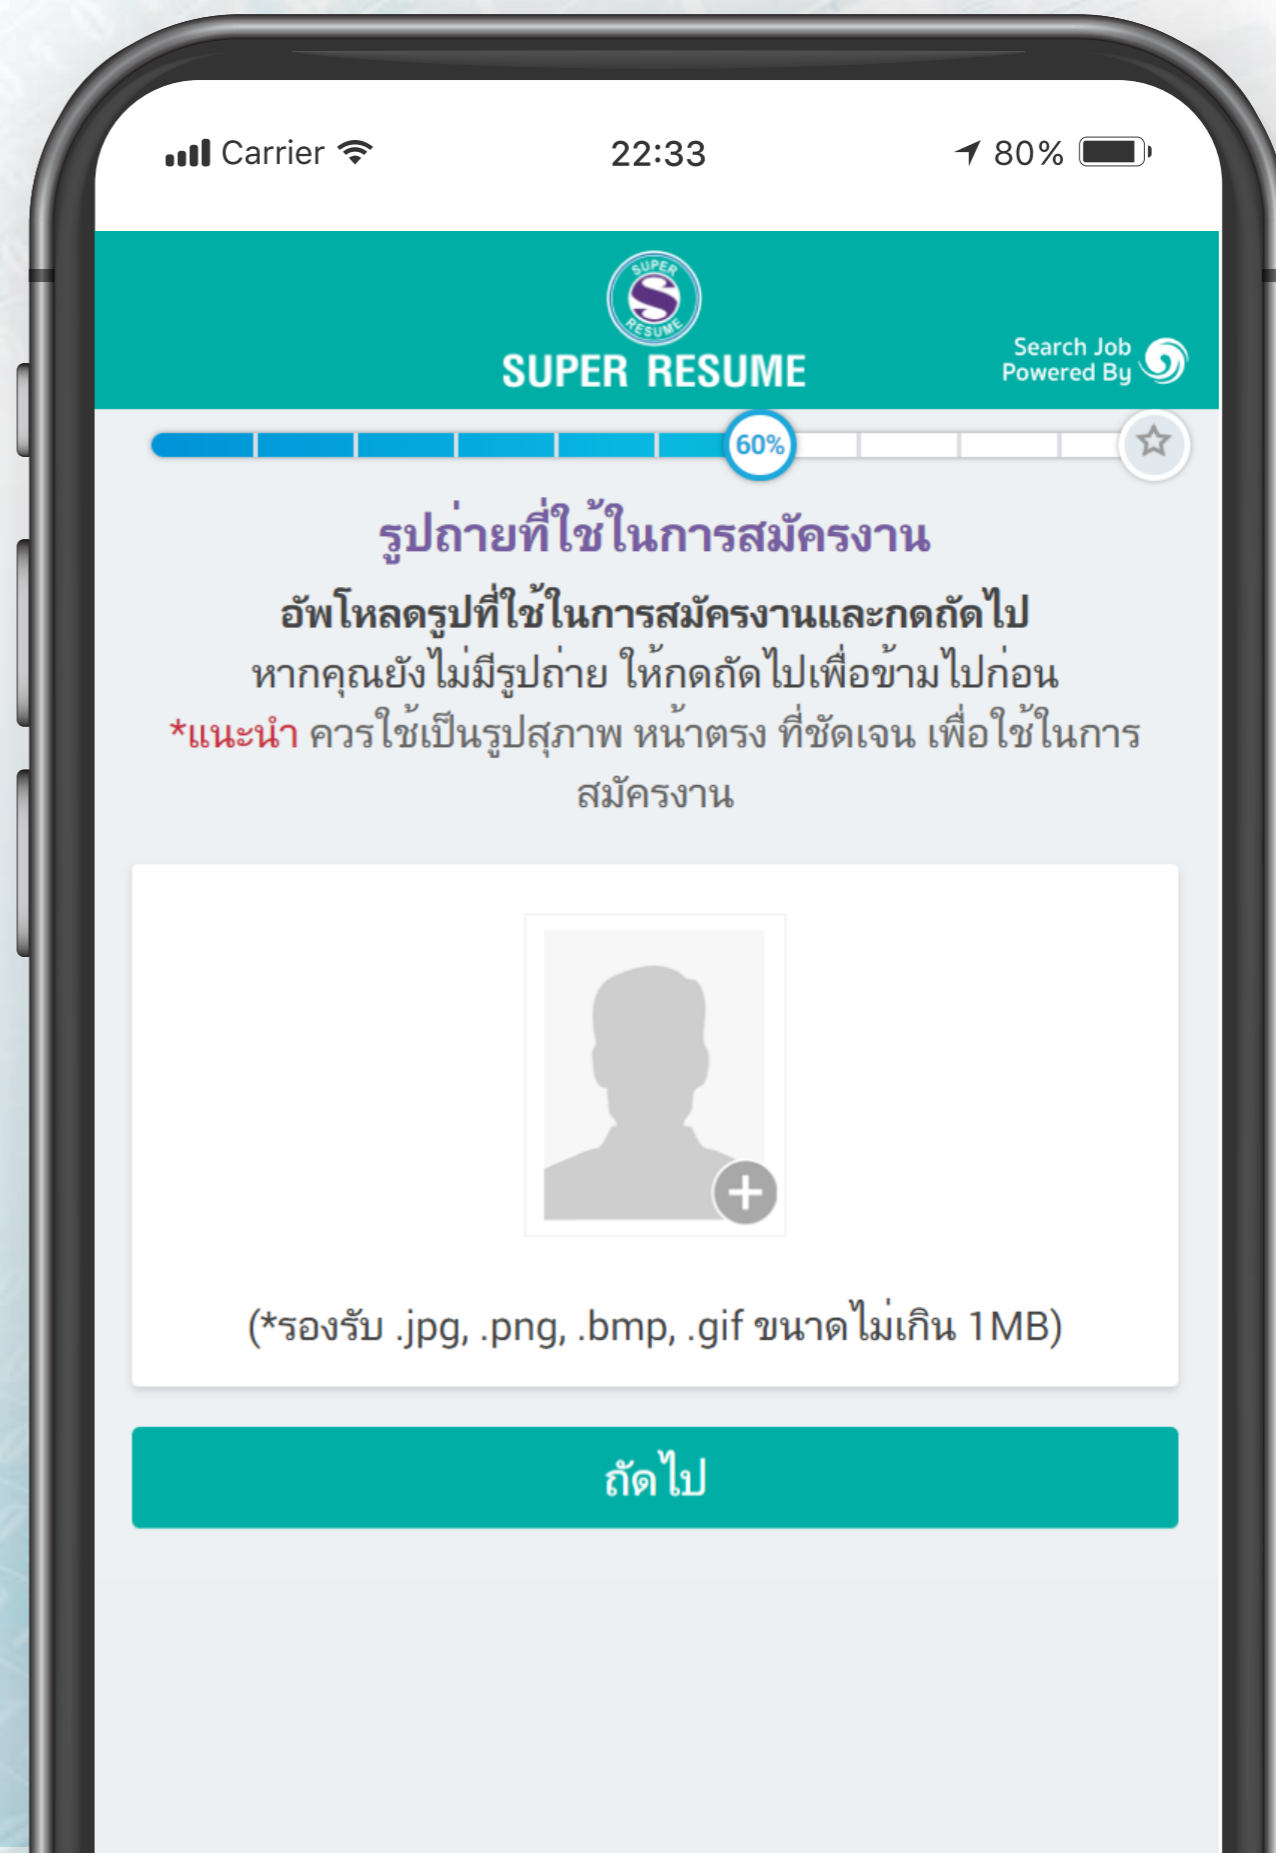 Carrier 22:33 80%
SUPER
S
RESUME
SUPER RESUME
Search Job
Powered By
60%
รูปถ่ายที่ใช้ในการสมัครงาน
อัพโหลดรูปที่ใช้ในการสมัครงานและกดถัดไป
หากคุณยังไม่มีรูปถ่าย ให้กดถัดไปเพื่อข้ามไปก่อน
*แนะนำ ควรใช้เป็นรูปสุภาพ หน้าตรง ที่ชัดเจน เพื่อใช้ในการ
สมัครงาน
(*รองรับ .jpg, .png, .bmp, .gif ขนาดไม่เกิน 1MB)
ถัดไป